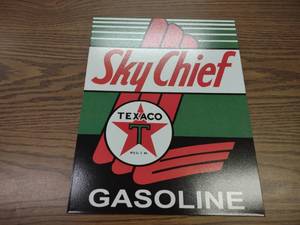 Sky Chief
TEXACO
T
GASOLINE